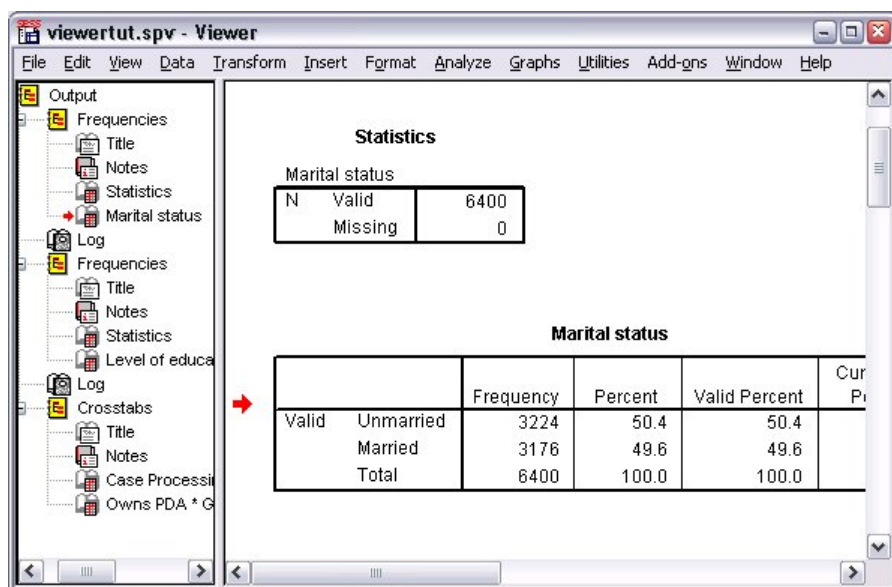 viewertut.spv - Viewer
File Edit View Data Transform Insert Format Analyze Graphs Utilities Add-ons Window Help
Output
Frequencies
Title
Notes
Statistics
Marital status
Log
Frequencies
Title
Notes
Statistics
Level of educa
Log
Crosstabs
Title
Notes
Case Processi
Owns PDA * G
Statistics
Marital status
N Valid 6400
Missing 0
Marital status
Cur
Frequency Percent Valid Percent P
Valid Unmarried 3224 50.4 50.4
Married 3176 49.6 49.6
Total 6400 100.0 100.0